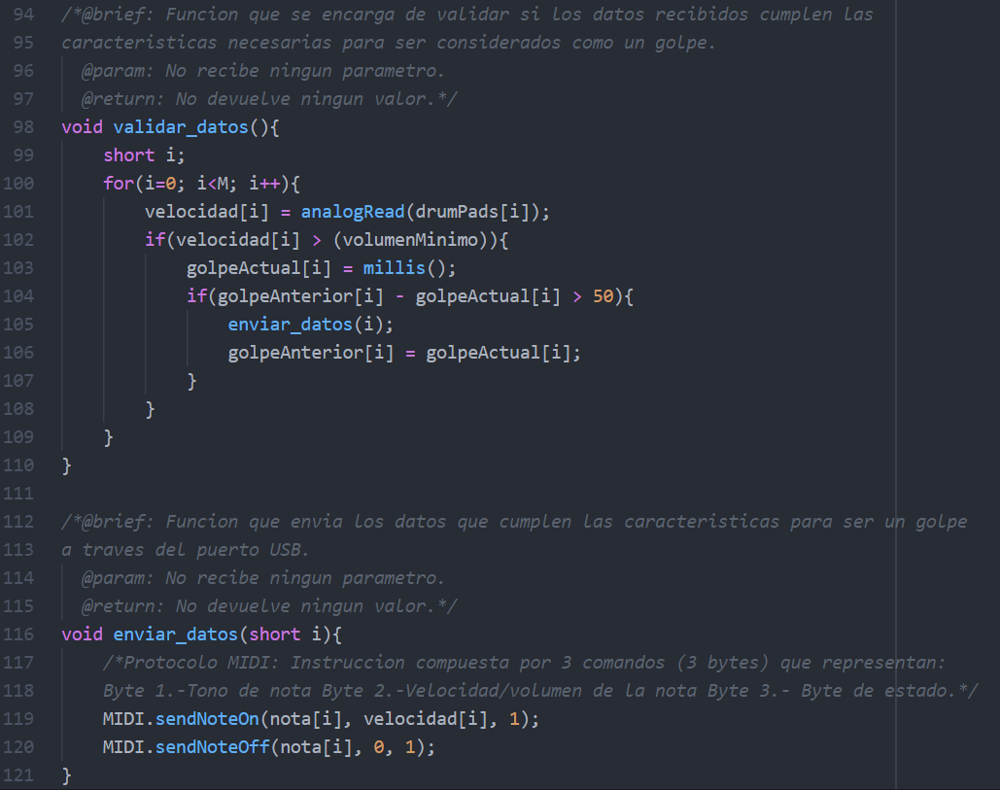 94 /*@brief: Funcion que se encarga de validar si los datos recibidos cumplen las
95 caracteristicas necesarias para ser considerados como un golpe.
96 @param: No recibe ningun parametro.
97 @return: No devuelve ningun valor.*/
98 void validar_datos(){
99 short i;
100 for(i=0; i<M; i++){
101 velocidad[i] = analogRead(drumPads[i]);
102 if(velocidad[i] > (volumenMinimo)){
103 golpeActual[i] = millis();
104 if(golpeAnterior[i] - golpeActual[i] > 50){
105 enviar_datos(i);
106 golpeAnterior[i] = golpeActual[i];
107 }
108 }
109 }
110 }
111
112 /*@brief: Funcion que envia los datos que cumplen las caracteristicas para ser un golpe
113 a traves del puerto USB.
114 @param: No recibe ningun parametro.
115 @return: No devuelve ningun valor.*/
116 void enviar_datos(short i){
117 /*Protocolo MIDI: Instruccion compuesta por 3 comandos (3 bytes) que representan:
118 Byte 1.-Tono de nota Byte 2.-Velocidad/volumen de la nota Byte 3.- Byte de estado.*/
119 MIDI.sendNoteOn(nota[i], velocidad[i], 1);
120 MIDI.sendNoteOff(nota[i], 0, 1);
121 }